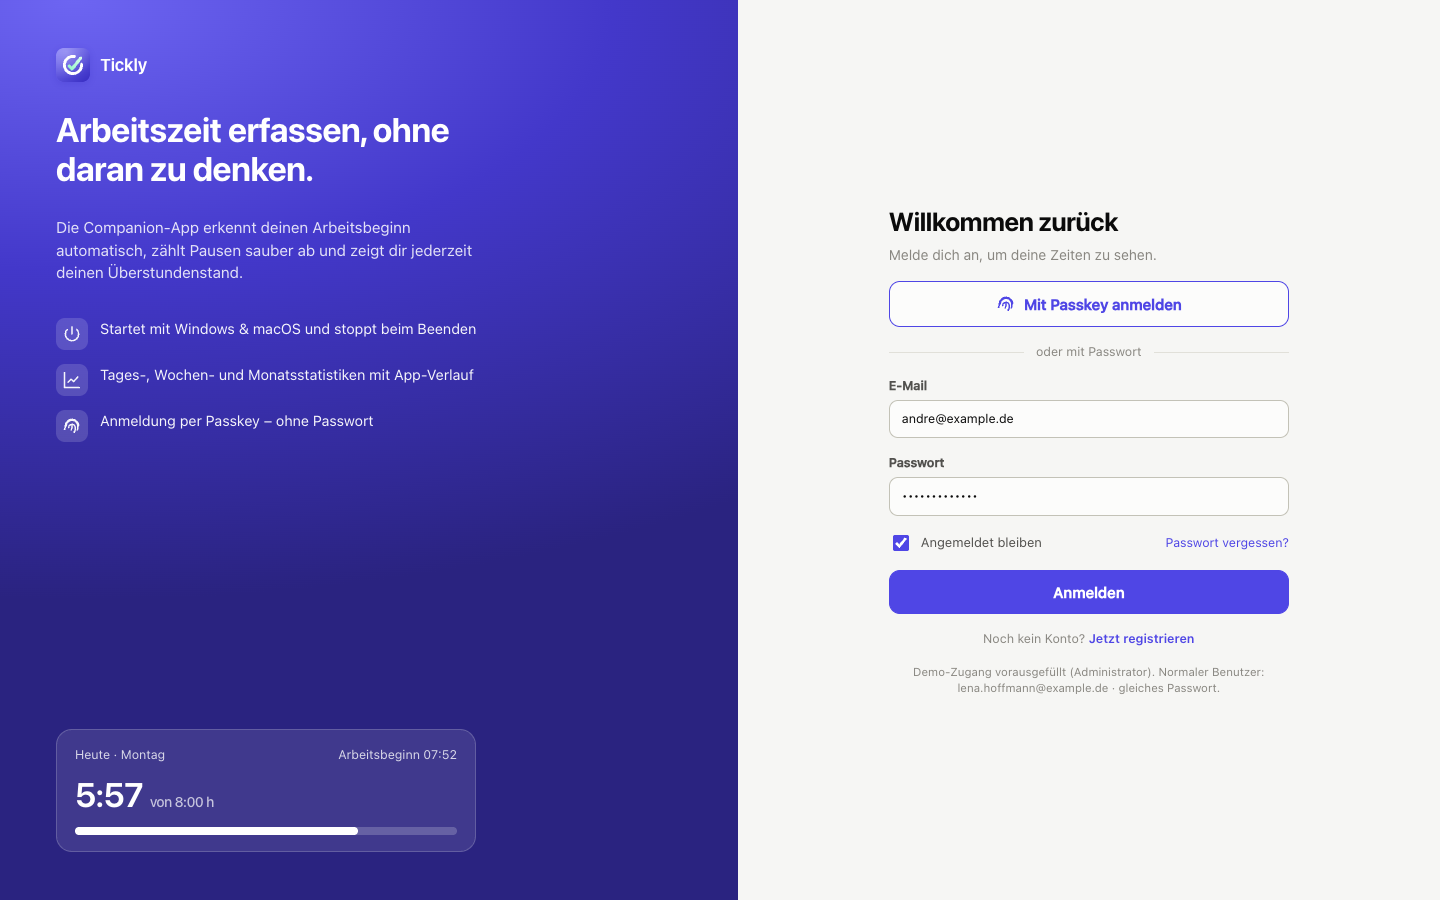 Tickly
Arbeitszeit erfassen, ohne
daran zu denken.
Die Companion-App erkennt deinen Arbeitsbeginn
automatisch, zählt Pausen sauber ab und zeigt dir jederzeit
deinen Überstundenstand.
Startet mit Windows & macOS und stoppt beim Beenden
Tages-, Wochen- und Monatsstatistiken mit App-Verlauf
Anmeldung per Passkey – ohne Passwort
Heute · Montag
Arbeitsbeginn 07:52
5:57 von 8:00 h
Willkommen zurück
Melde dich an, um deine Zeiten zu sehen.
Mit Passkey anmelden
oder mit Passwort
E-Mail
andre@example.de
Passwort
•••••••••••••
Angemeldet bleiben
Passwort vergessen?
Anmelden
Noch kein Konto? Jetzt registrieren
Demo-Zugang vorausgefüllt (Administrator). Normaler Benutzer:
lena.hoffmann@example.de · gleiches Passwort.